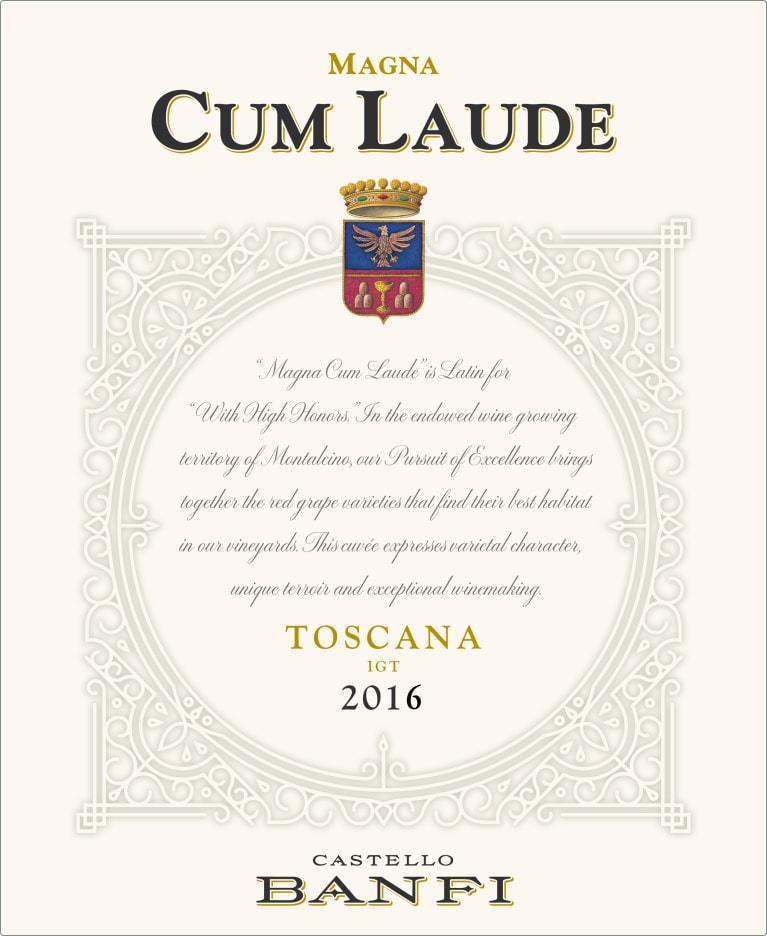 MAGNA
CUM LAUDE
“Magna Cum Laude” is Latin for
“With High Honors.” In the endowed wine growing
territory of Montalcino, our Pursuit of Excellence brings
together the red grape varieties that find their best habitat
in our vineyards. This cuvée expresses varietal character,
unique terroir and exceptional winemaking.
TOSCANA
IGT
2016
CASTELLO
BANFI